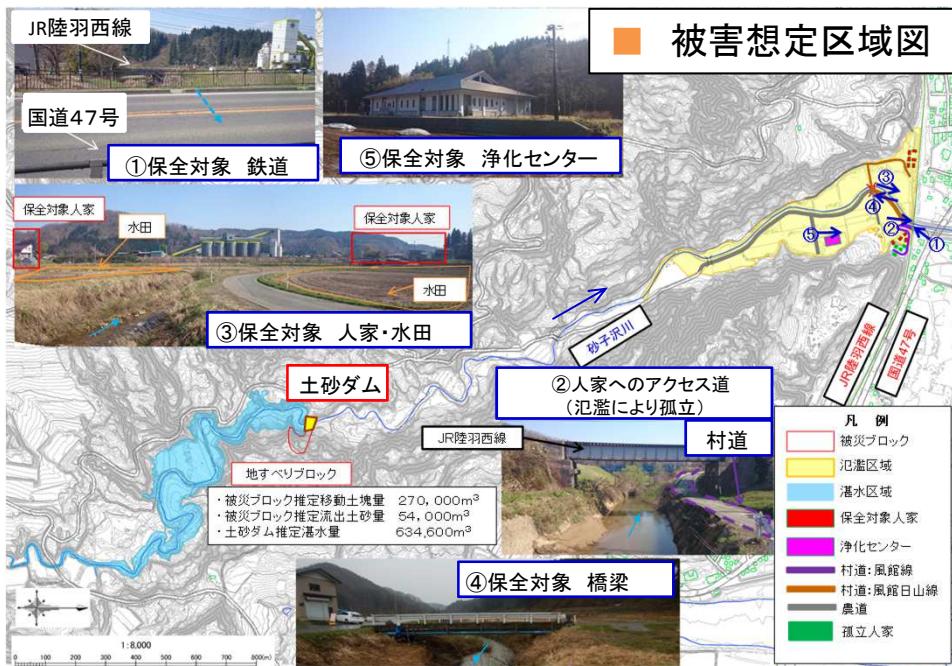 ■ 被害想定区域図
JR陸羽西線
国道47号
①保全対象 鉄道
⑤保全対象 浄化センター
保全対象人家
水田
保全対象人家
水田
③保全対象 人家・水田
③
④
②
⑤
①
砂子沢川
JR陸羽西線
国道47号
土砂ダム
地すべりブロック
②人家へのアクセス道
(氾濫により孤立)
JR陸羽西線
村道
・被災ブロック推定移動土塊量 270,000m³
・被災ブロック推定流出土砂量 54,000m³
・土砂ダム推定湛水量 634,600m³
④保全対象 橋梁
凡 例
被災ブロック
氾濫区域
湛水区域
保全対象人家
浄化センター
村道:風館線
村道:風館日山線
農道
孤立人家
1:8,000
0 200 400 600 800(m)